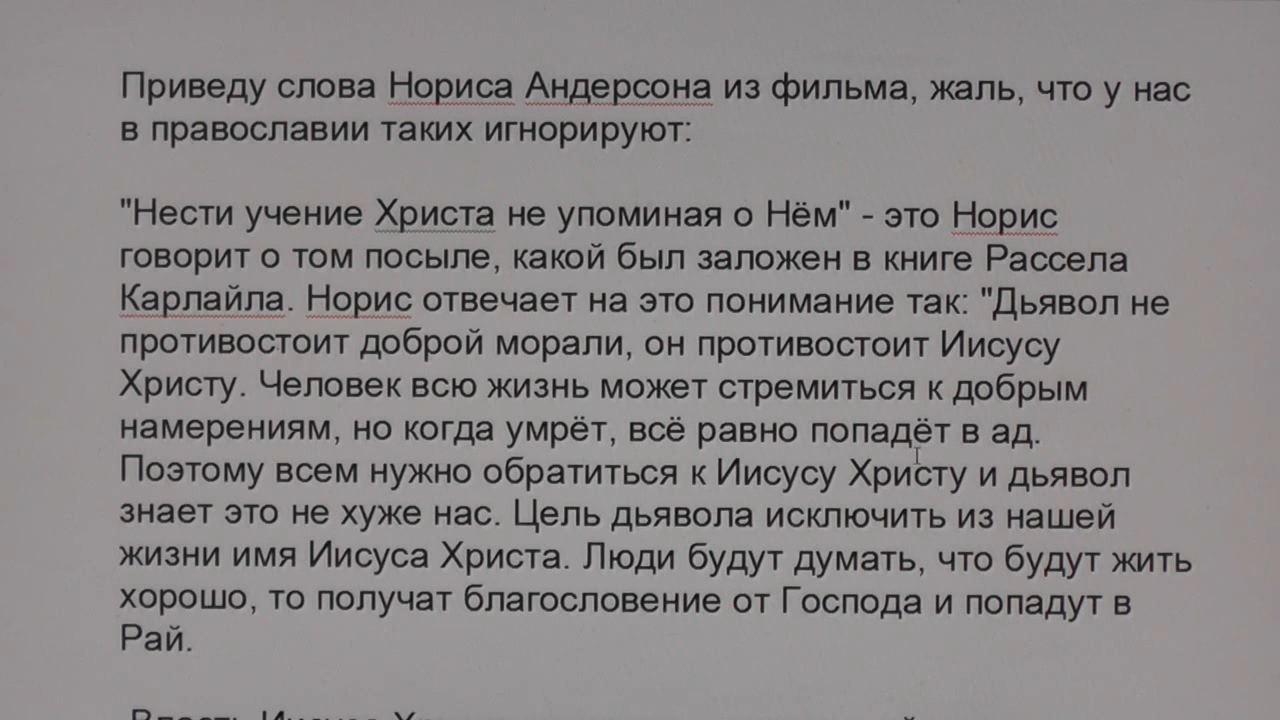 Приведу слова Нориса Андерсона из фильма, жаль, что у нас
в православии таких игнорируют:
"Нести учение Христа не упоминая о Нём" - это Норис
говорит о том посыле, какой был заложен в книге Рассела
Карлайла. Норис отвечает на это понимание так: "Дьявол не
противостоит доброй морали, он противостоит Иисусу
Христу. Человек всю жизнь может стремиться к добрым
намерениям, но когда умрёт, всё равно попадёт в ад.
Поэтому всем нужно обратиться к Иисусу Христу и дьявол
знает это не хуже нас. Цель дьявола исключить из нашей
жизни имя Иисуса Христа. Люди будут думать, что будут жить
хорошо, то получат благословение от Господа и попадут в
Рай.